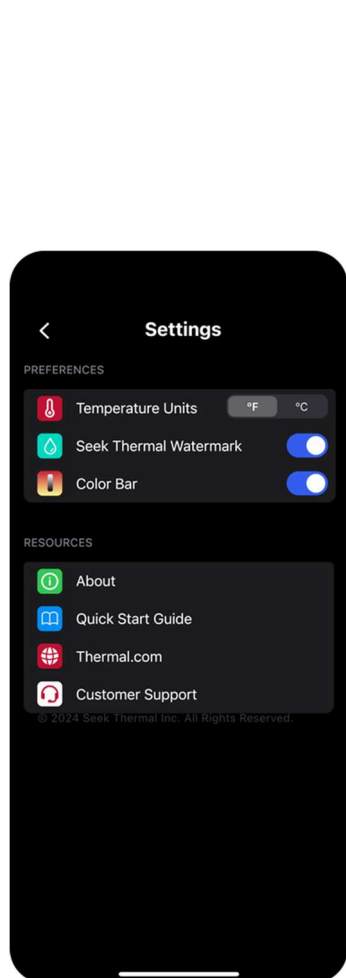 Settings
PREFERENCES
Temperature Units °F °C
Seek Thermal Watermark
Color Bar
RESOURCES
About
Quick Start Guide
Thermal.com
Customer Support
© 2024 Seek Thermal Inc. All Rights Reserved.